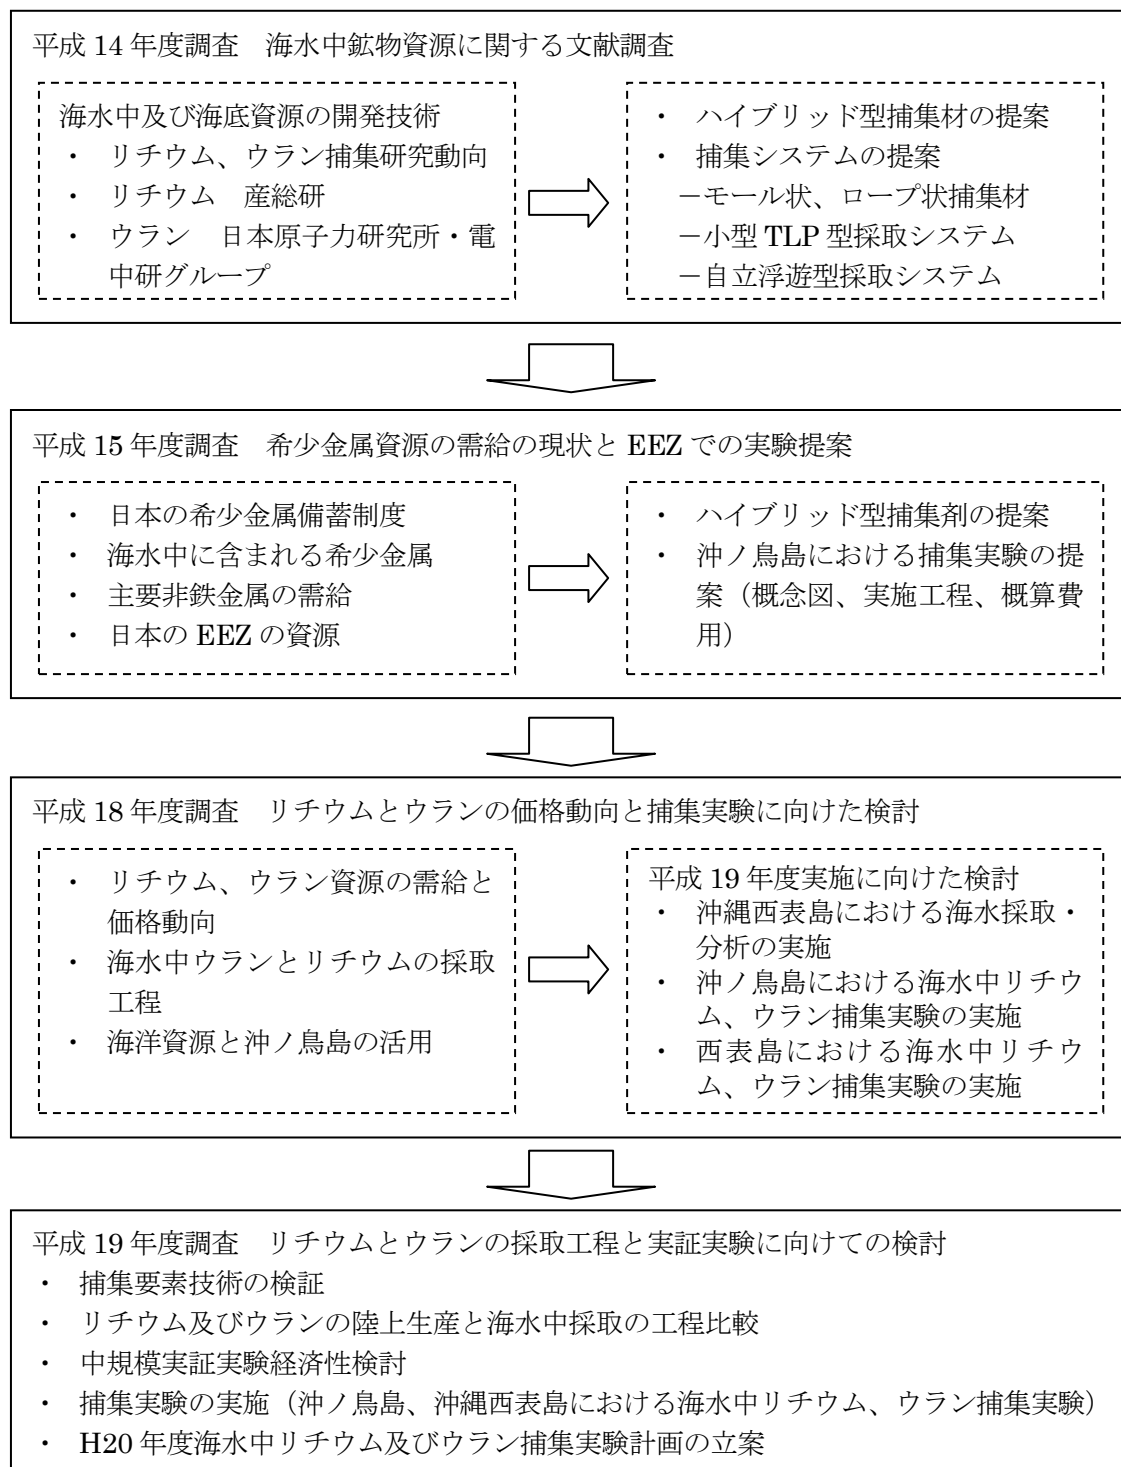 平成 14 年度調査　海水中鉱物資源に関する文献調査
海水中及び海底資源の開発技術
・　リチウム、ウラン捕集研究動向
・　リチウム　産総研
・　ウラン　日本原子力研究所・電
中研グループ
・　ハイブリッド型捕集材の提案
・　捕集システムの提案
－モール状、ロープ状捕集材
－小型 TLP 型採取システム
－自立浮遊型採取システム
平成 15 年度調査　希少金属資源の需給の現状と EEZ での実験提案
・　日本の希少金属備蓄制度
・　海水中に含まれる希少金属
・　主要非鉄金属の需給
・　日本の EEZ の資源
・　ハイブリッド型捕集剤の提案
・　沖ノ鳥島における捕集実験の提
案（概念図、実施工程、概算費
用）
平成 18 年度調査　リチウムとウランの価格動向と捕集実験に向けた検討
・　リチウム、ウラン資源の需給と
価格動向
・　海水中ウランとリチウムの採取
工程
・　海洋資源と沖ノ鳥島の活用
平成 19 年度実施に向けた検討
・　沖縄西表島における海水採取・
分析の実施
・　沖ノ鳥島における海水中リチウ
ム、ウラン捕集実験の実施
・　西表島における海水中リチウ
ム、ウラン捕集実験の実施
平成 19 年度調査　リチウムとウランの採取工程と実証実験に向けての検討
・　捕集要素技術の検証
・　リチウム及びウランの陸上生産と海水中採取の工程比較
・　中規模実証実験経済性検討
・　捕集実験の実施（沖ノ鳥島、沖縄西表島における海水中リチウム、ウラン捕集実験）
・　H20 年度海水中リチウム及びウラン捕集実験計画の立案